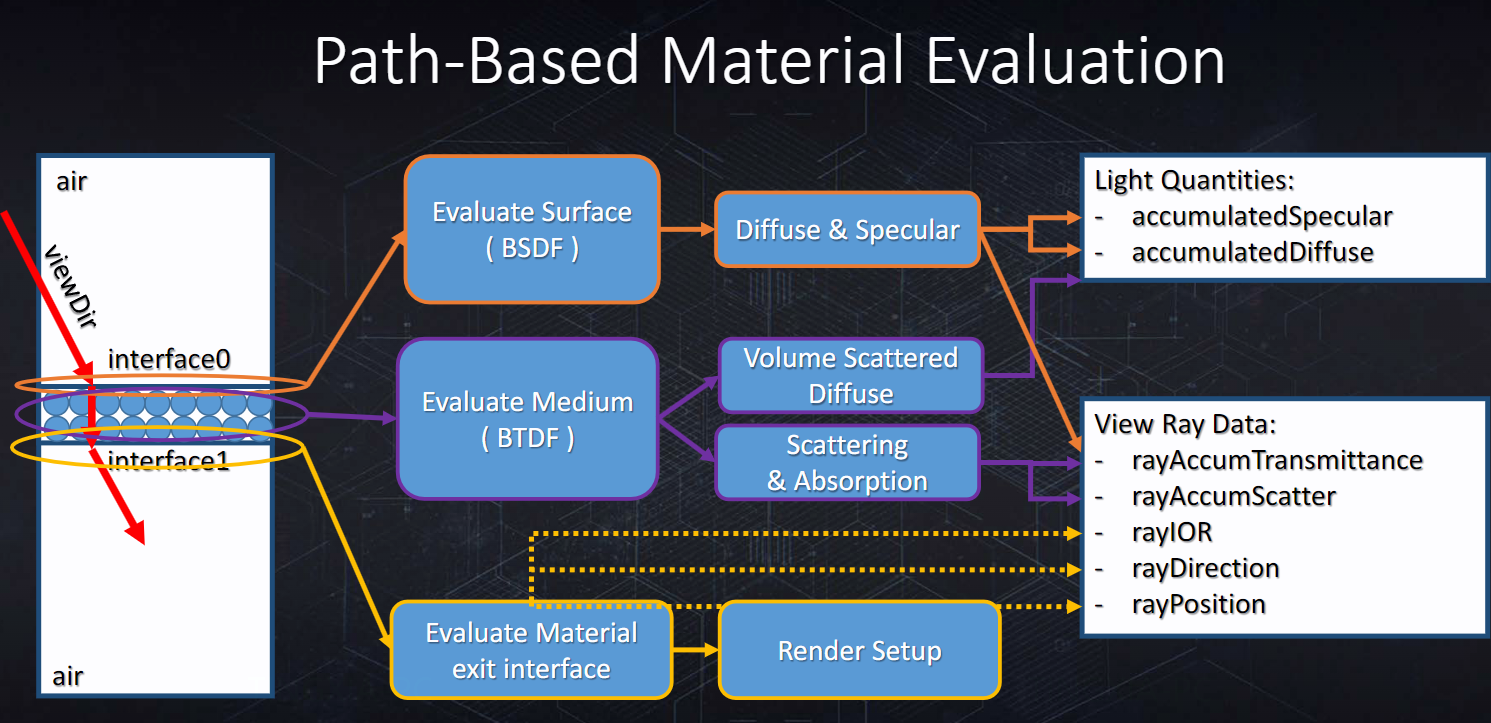 Path-Based Material Evaluation
air
viewDir
interface0
interface1
air
Evaluate Surface
( BSDF )
Diffuse & Specular
Evaluate Medium
( BTDF )
Volume Scattered
Diffuse
Scattering
& Absorption
Evaluate Material
exit interface
Render Setup
Light Quantities:
- accumulatedSpecular
- accumulatedDiffuse
View Ray Data:
- rayAccumTransmittance
- rayAccumScatter
- rayIOR
- rayDirection
- rayPosition